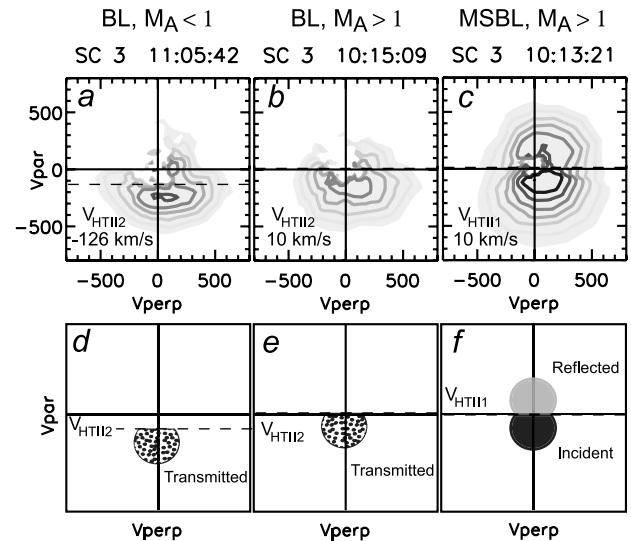 BL, M_A < 1 BL, M_A > 1 MSBL, M_A > 1
SC 3 11:05:42 SC 3 10:15:09 SC 3 10:13:21
a b c
500
0
-500
Vpar
V_HTII2 V_HTII2 V_HTII1
-126 km/s 10 km/s 10 km/s
-500 0 500 -500 0 500 -500 0 500
Vperp Vperp Vperp
d e f
Reflected
V_HTII1
Vpar
V_HTII2 V_HTII2
Incident
Transmitted Transmitted
Vperp Vperp Vperp